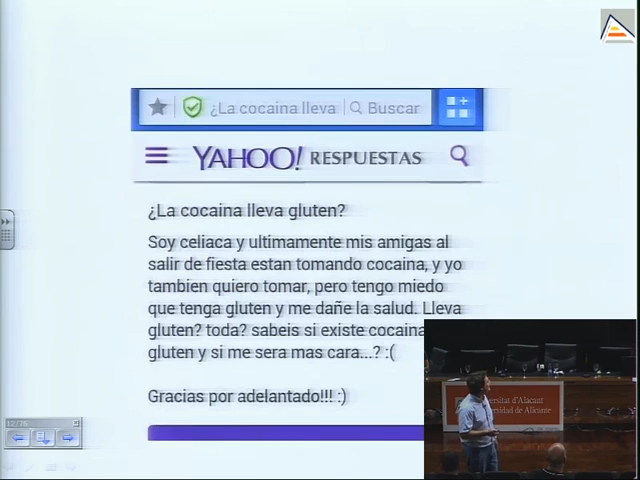 ¿La cocaina lleva
Buscar
YAHOO! RESPUESTAS
¿La cocaina lleva gluten?
Soy celiaca y ultimamente mis amigas al
salir de fiesta estan tomando cocaina, y yo
tambien quiero tomar, pero tengo miedo
que tenga gluten y me dañe la salud. Lleva
gluten? toda? sabeis si existe cocaina
gluten y si me sera mas cara...? :(
Gracias por adelantado!!! :)
12/76
Universitat d'Alacant
Universidad de Alicante